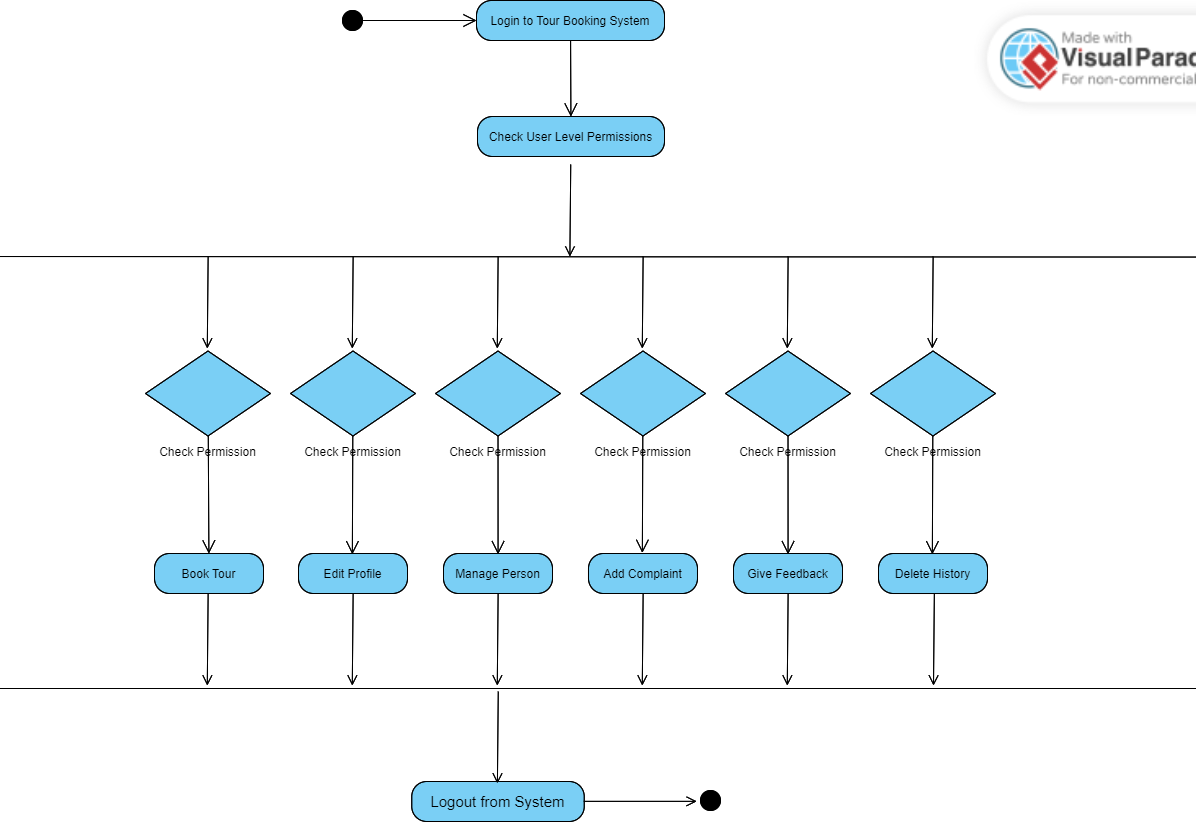 Login to Tour Booking System
Made with
VisualParad
For non-commercial
Check User Level Permissions
Check Permission
Check Permission
Check Permission
Check Permission
Check Permission
Check Permission
Book Tour
Edit Profile
Manage Person
Add Complaint
Give Feedback
Delete History
Logout from System